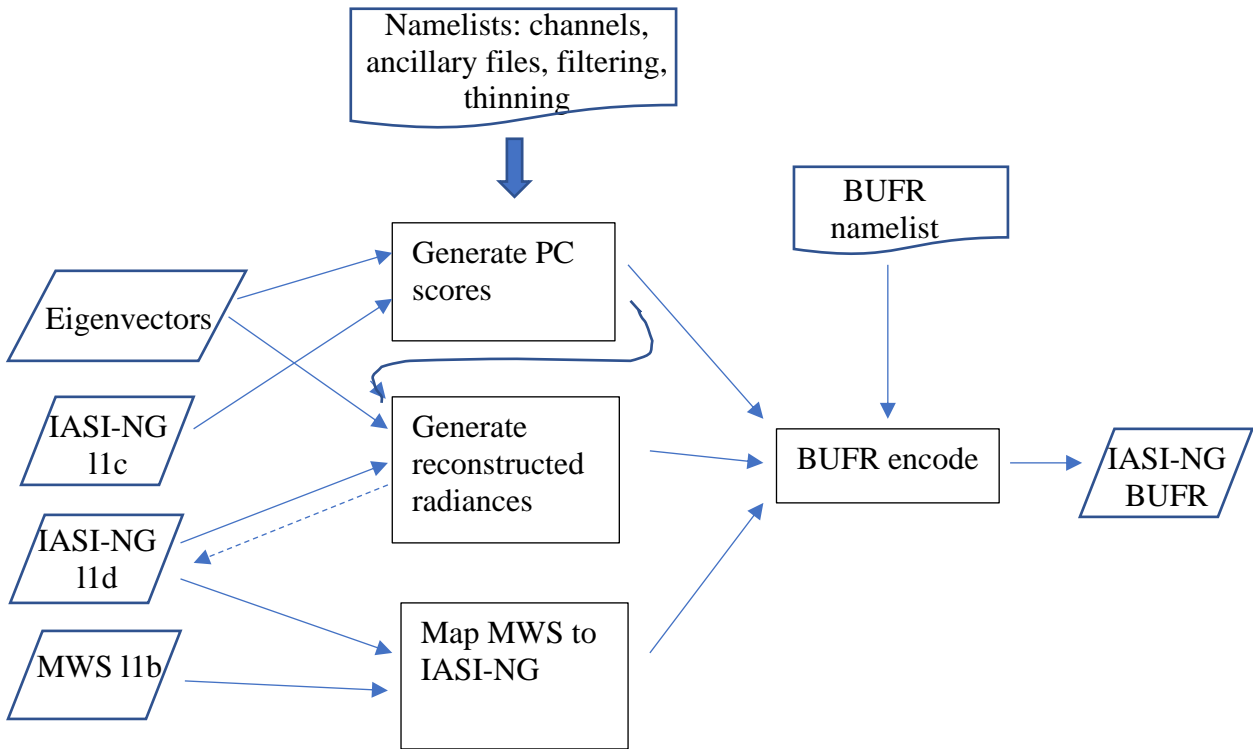 Namelists: channels,
ancillary files, filtering,
thinning
BUFR
namelist
Generate PC
scores
Eigenvectors
IASI-NG
l1c
Generate
reconstructed
radiances
BUFR encode
IASI-NG
BUFR
IASI-NG
l1d
Map MWS to
IASI-NG
MWS l1b